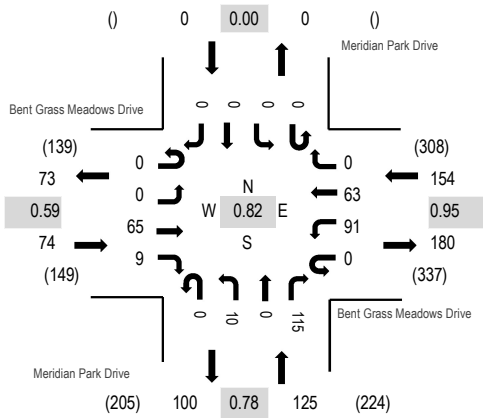 () 0 0.00 0 ()
Meridian Park Drive
Bent Grass Meadows Drive
0 0 0 0
(139) (308)
73 0 0 154
0 N 63
0.59 W 0.82 E 0.95
65 S 91
74 9 0 180
(149) (337)
0 10 0 115
Bent Grass Meadows Drive
Meridian Park Drive
(205) 100 0.78 125 (224)